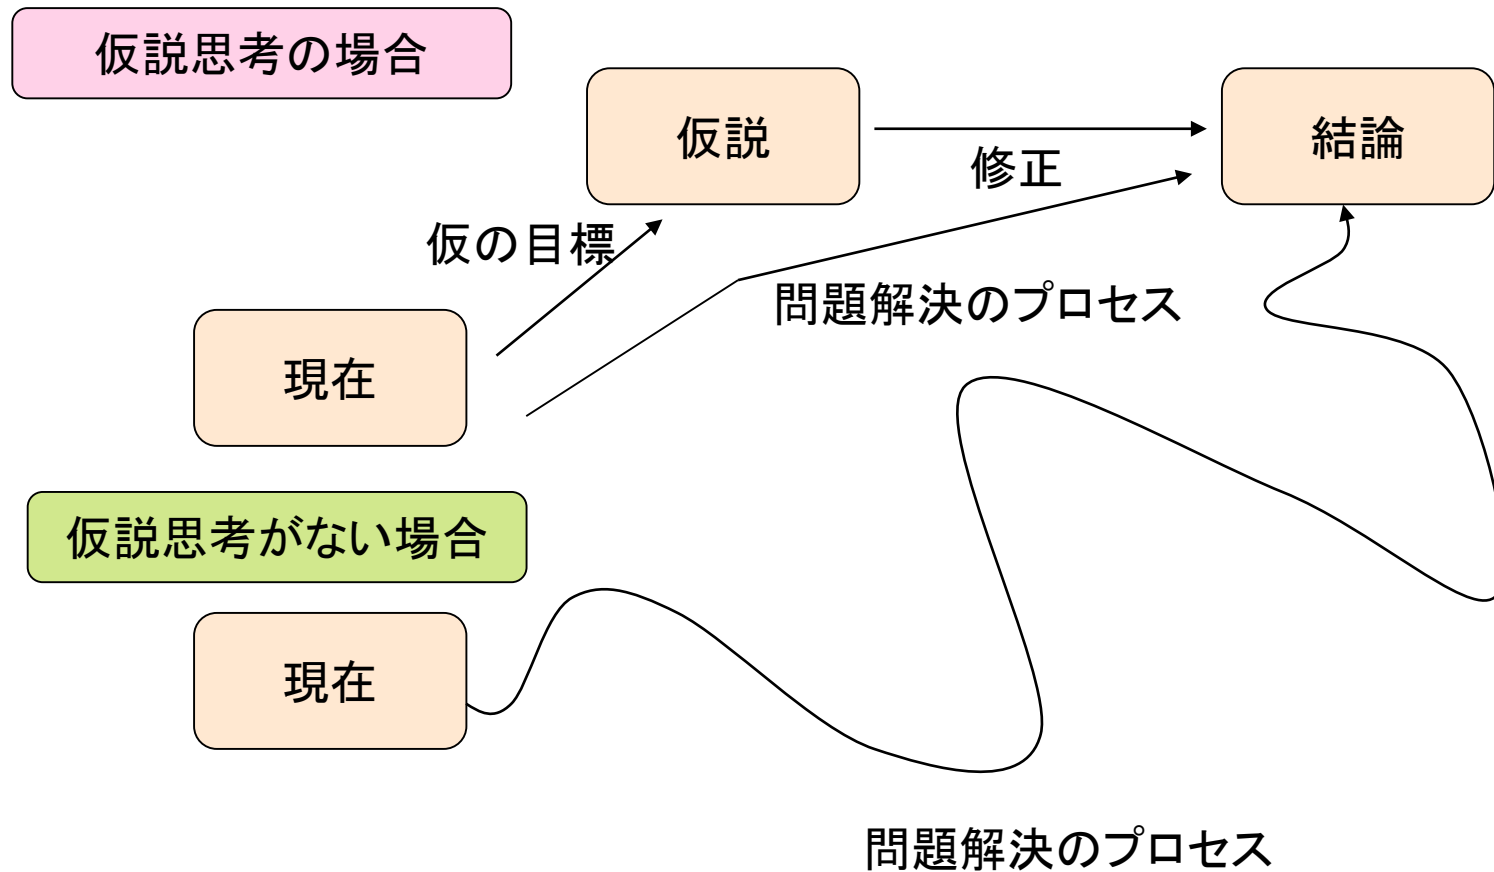 仮説思考の場合
仮説
結論
修正
仮の目標
問題解決のプロセス
現在
仮説思考がない場合
現在
問題解決のプロセス